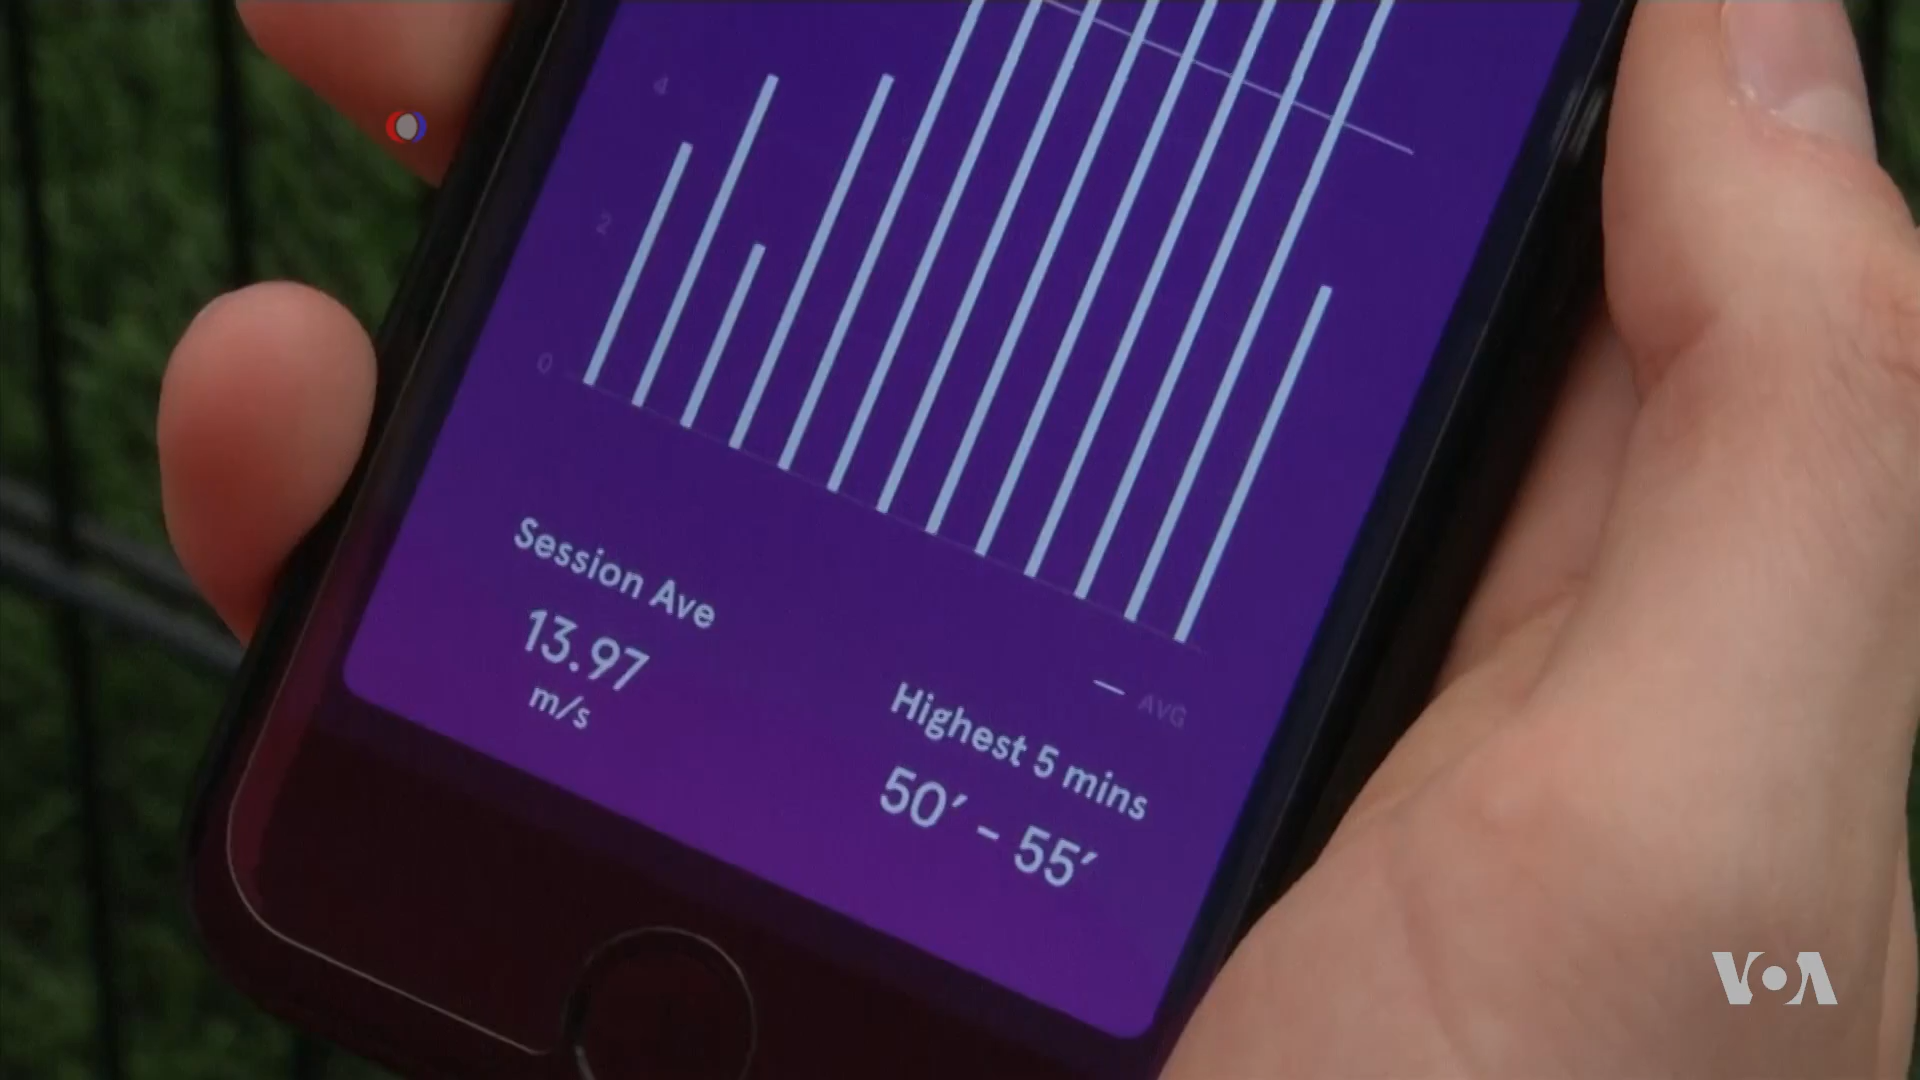 4
2
0
Session Ave
13.97
m/s
AVG
Highest 5 mins
50′ - 55′
VOA